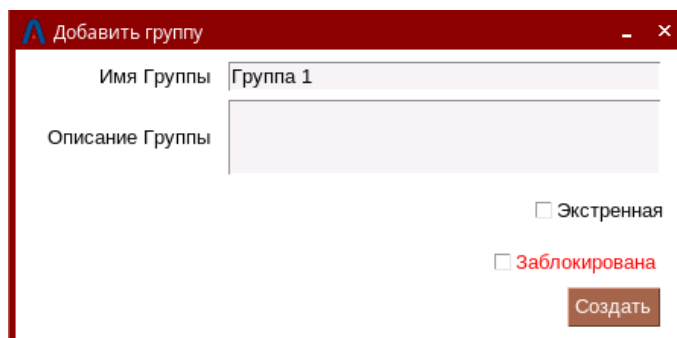 Добавить группу
Имя Группы Группа 1
Описание Группы
Экстренная
Заблокирована
Создать